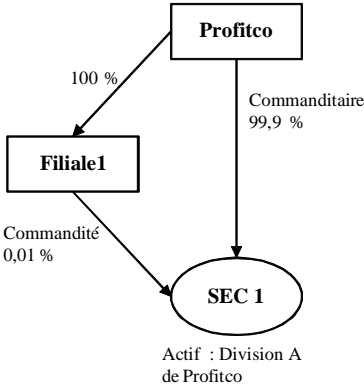 Profitco
100 %
Commanditaire
99,9 %
Filiale1
Commandité
0,01 %
SEC 1
Actif : Division A
de Profitco